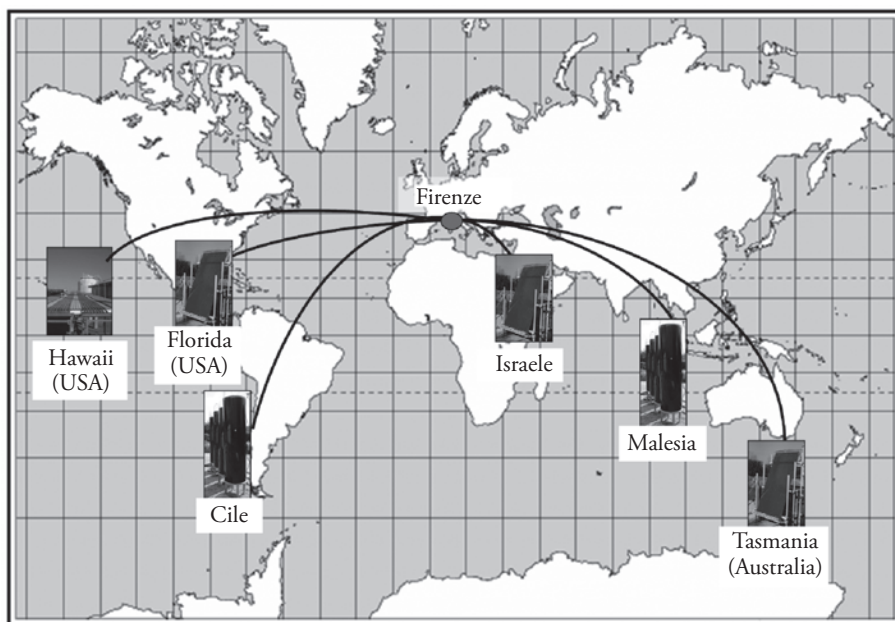 Firenze
Hawaii
(USA)
Florida
(USA)
Israele
Cile
Malesia
Tasmania
(Australia)